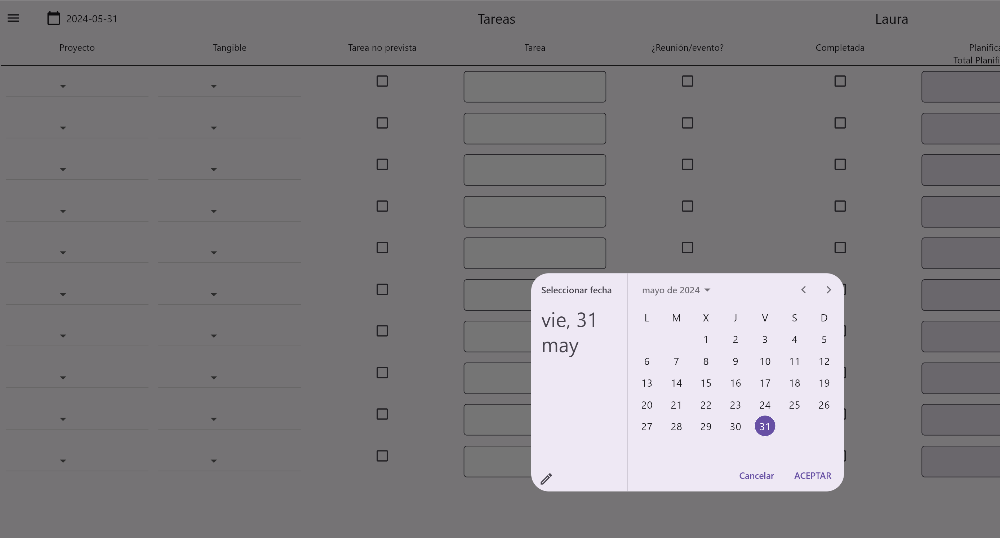 2024-05-31
Tareas
Laura
Proyecto
Tangible
Tarea no prevista
Tarea
¿Reunión/evento?
Completada
Planifica
Total Planifi
Seleccionar fecha
vie, 31
may
mayo de 2024
L M X J V S D
1 2 3 4 5
6 7 8 9 10 11 12
13 14 15 16 17 18 19
20 21 22 23 24 25 26
27 28 29 30 31
Cancelar
ACEPTAR